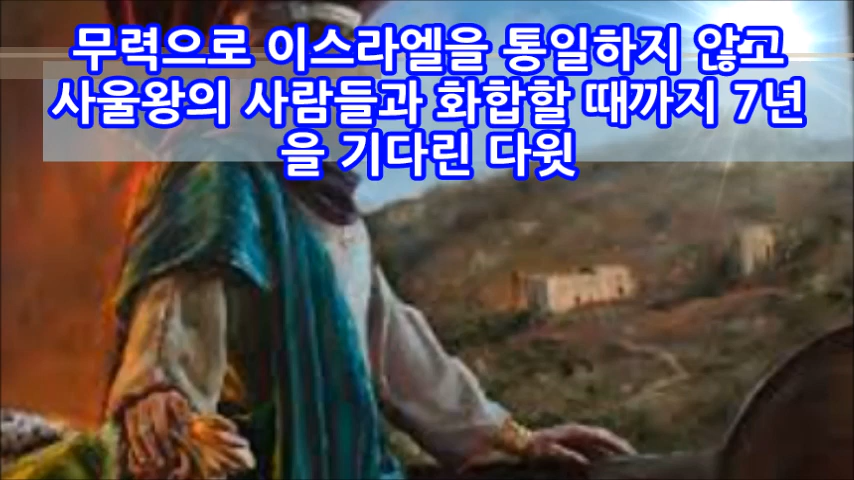 무력으로 이스라엘을 통일하지 않고
사울왕의 사람들과 화합할 때까지 7년
을 기다린 다윗